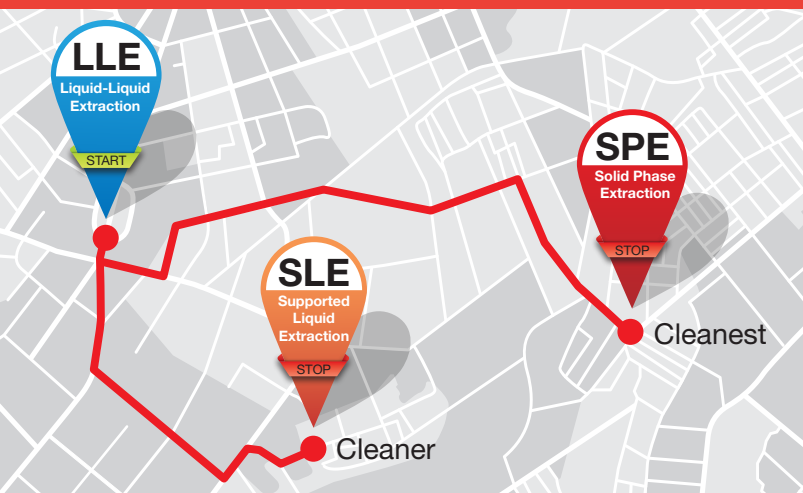 LLE
Liquid-Liquid
Extraction
START
SPE
Solid Phase
Extraction
STOP
Cleanest
SLE
Supported
Liquid
Extraction
STOP
Cleaner